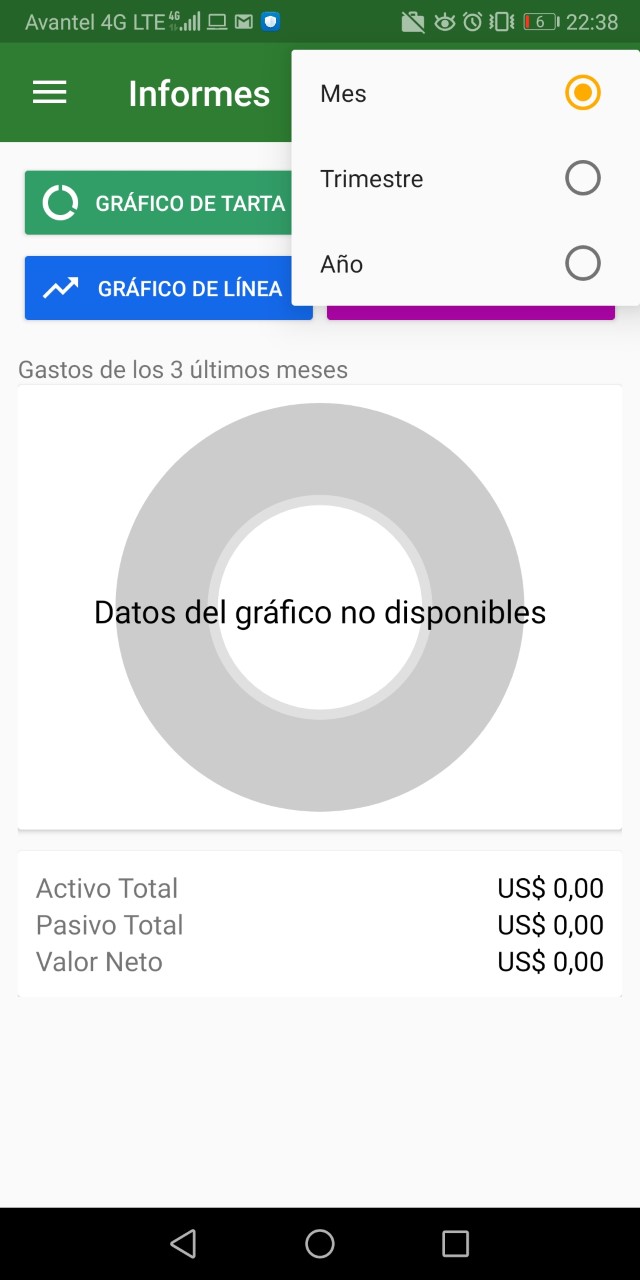 Avantel 4G LTE 4G 6 22:38
Informes
Mes
Trimestre
Año
GRÁFICO DE TARTA
GRÁFICO DE LÍNEA
Gastos de los 3 últimos meses
Datos del gráfico no disponibles
Activo Total US$ 0,00
Pasivo Total US$ 0,00
Valor Neto US$ 0,00